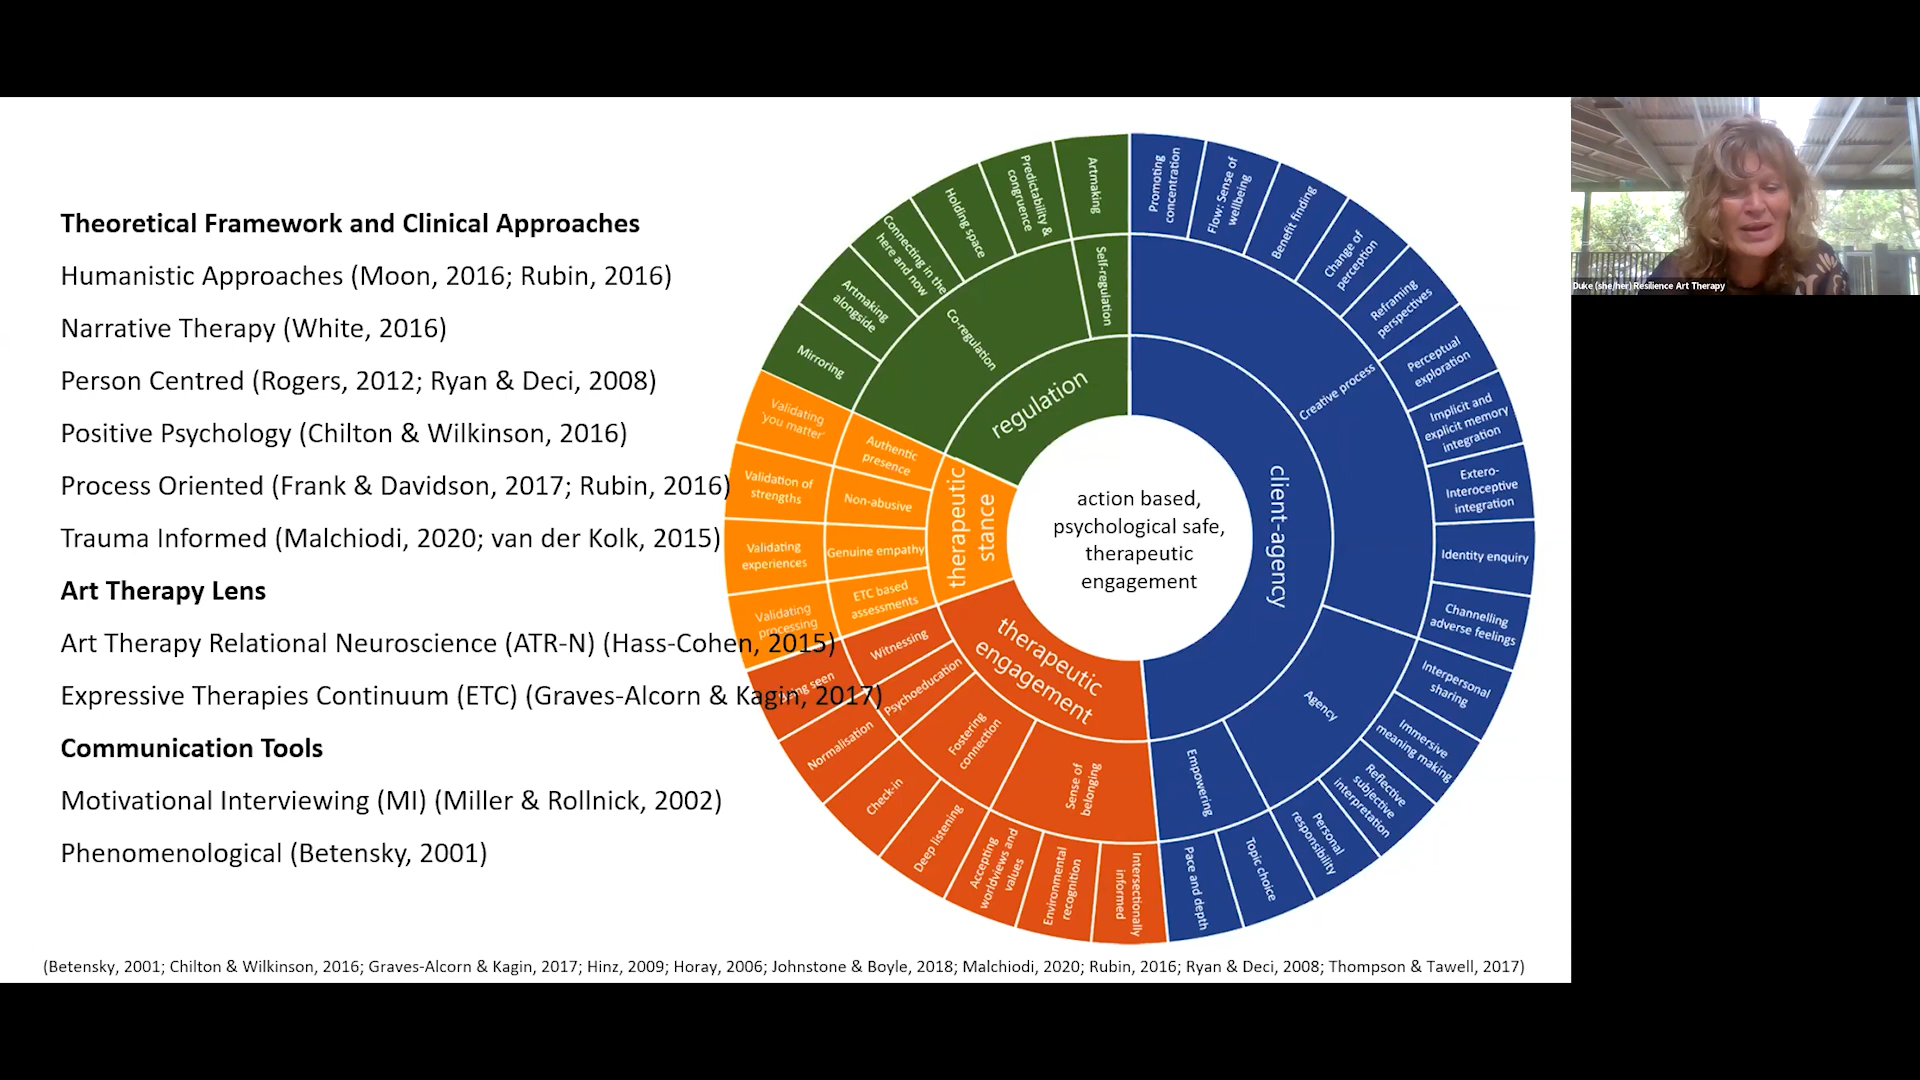 Theoretical Framework and Clinical Approaches
Humanistic Approaches (Moon, 2016; Rubin, 2016)
Narrative Therapy (White, 2016)
Person Centred (Rogers, 2012; Ryan & Deci, 2008)
Positive Psychology (Chilton & Wilkinson, 2016)
Process Oriented (Frank & Davidson, 2017; Rubin, 2016)
Trauma Informed (Malchiodi, 2020; van der Kolk, 2015)
Art Therapy Lens
Art Therapy Relational Neuroscience (ATR-N) (Hass-Cohen, 2015)
Expressive Therapies Continuum (ETC) (Graves-Alcorn & Kagin, 2017)
Communication Tools
Motivational Interviewing (MI) (Miller & Rollnick, 2002)
Phenomenological (Betensky, 2001)
action based,
psychological safe,
therapeutic
engagement
client-agency
Creative process
Promoting
concentration
Flow: Sense of
wellbeing
Benefit finding
Change of
perception
Reframing
perspectives
Perceptual
exploration
Implicit and
explicit memory
integration
Extero-
Interoceptive
integration
Identity enquiry
Channelling
adverse feelings
Agency
Interpersonal
sharing
Immersive
meaning making
Reflective
subjective
interpretation
Personal
responsibility
Empowering
Topic choice
Pace and depth
therapeutic
engagement
Sense of
belonging
Intersectionally
informed
Environmental
recognition
Accepting
worldviews and
values
Fostering
connection
Deep listening
Check-in
Psychoeducation
Normalisation
Witnessing
seen
therapeutic
stance
ETC based
assessments
Validating
processing
Genuine empathy
Validating
experiences
Non-abusive
Validation of
strengths
Authentic
presence
Validating
'you matter'
regulation
Co-regulation
Mirroring
Artmaking
alongside
Connecting in the
here and now
Holding space
Predictability &
congruence
Self-regulation
Artmaking
(Betensky, 2001; Chilton & Wilkinson, 2016; Graves-Alcorn & Kagin, 2017; Hinz, 2009; Horay, 2006; Johnstone & Boyle, 2018; Malchiodi, 2020; Rubin, 2016; Ryan & Deci, 2008; Thompson & Tawell, 2017)
Duke (she/her) Resilience Art Therapy